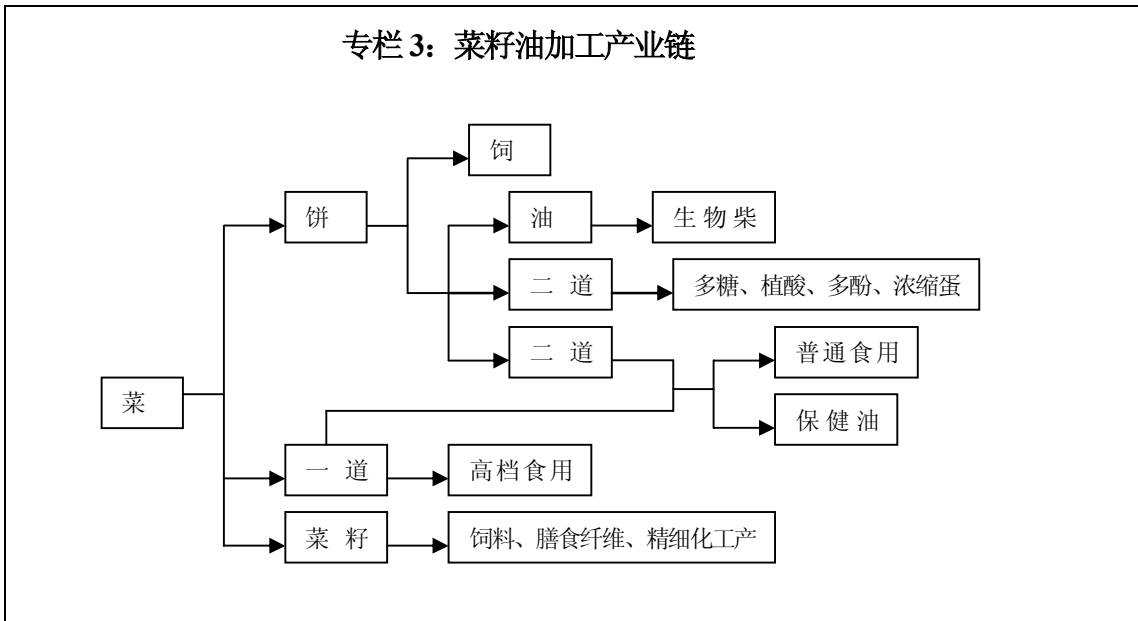 专栏3：菜籽油加工产业链
饲
饼
油
生物柴
二道
多糖、植酸、多酚、浓缩蛋
二道
普通食用
菜
保健油
一道
高档食用
菜籽
饲料、膳食纤维、精细化工产